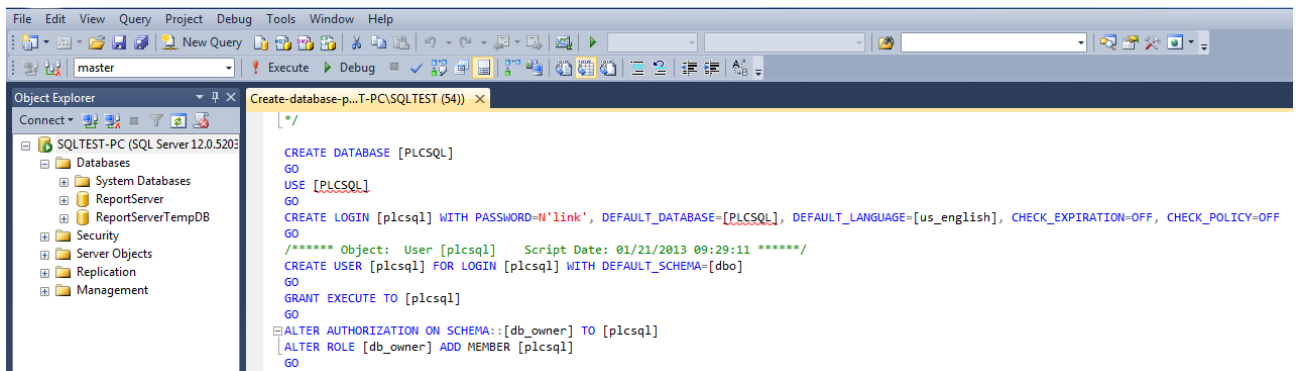 File Edit View Query Project Debug Tools Window Help
New Query
master Execute Debug
Object Explorer
Connect
SQLTEST-PC (SQL Server 12.0.5203
Databases
System Databases
ReportServer
ReportServerTempDB
Security
Server Objects
Replication
Management
Create-database-p...T-PC\SQLTEST (54))
*/
CREATE DATABASE [PLCSQL]
GO
USE [PLCSQL]
GO
CREATE LOGIN [plcsql] WITH PASSWORD=N'link', DEFAULT_DATABASE=[PLCSQL], DEFAULT_LANGUAGE=[us_english], CHECK_EXPIRATION=OFF, CHECK_POLICY=OFF
GO
/****** Object: User [plcsql] Script Date: 01/21/2013 09:29:11 ******/
CREATE USER [plcsql] FOR LOGIN [plcsql] WITH DEFAULT_SCHEMA=[dbo]
GO
GRANT EXECUTE TO [plcsql]
GO
ALTER AUTHORIZATION ON SCHEMA::[db_owner] TO [plcsql]
ALTER ROLE [db_owner] ADD MEMBER [plcsql]
GO